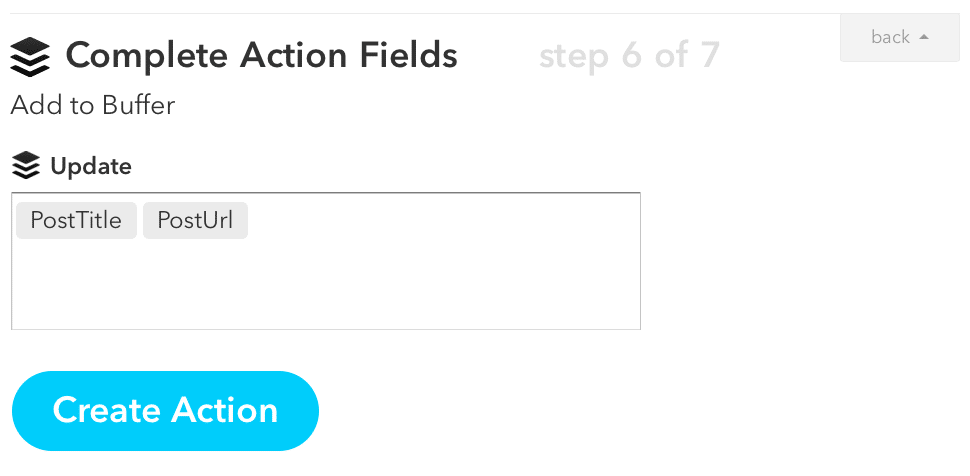 Complete Action Fields step 6 of 7 back
Add to Buffer
Update
PostTitle PostUrl
Create Action